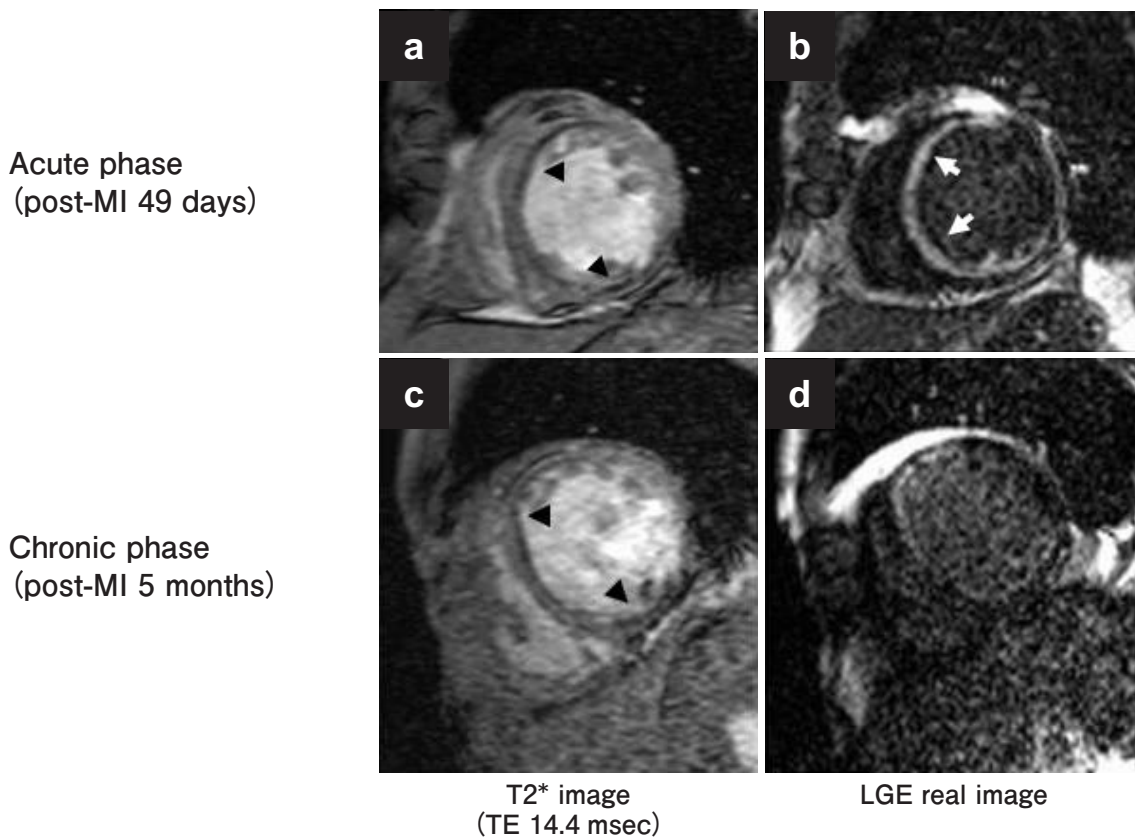 a
b
Acute phase
(post-MI 49 days)
c
d
Chronic phase
(post-MI 5 months)
T2* image
(TE 14.4 msec)
LGE real image